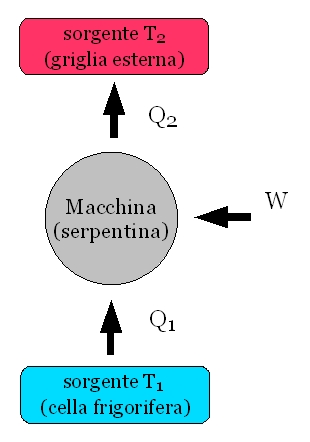 sorgente T2
(griglia esterna)
Q2
Macchina
(serpentina)
W
Q1
sorgente T1
(cella frigorifera)